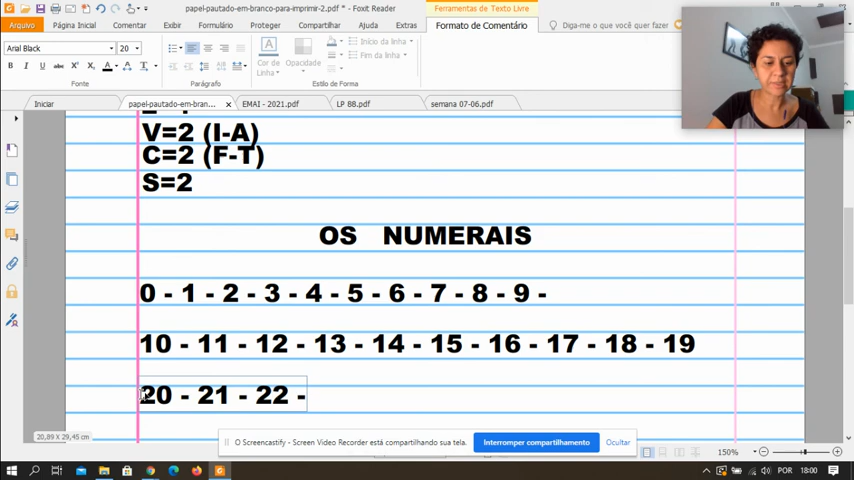 papel-pautado-em-branco-para-imprimir-2.pdf * - Foxit Reader
Ferramentas de Texto Livre
Arquivo Página Inicial Comentar Exibir Preencher Proteger Compartilhar Ajuda Extras Formato de Comentário Diga-me o que quer fazer
Arial Black 20
Cor de Linha
Início da linha
Fim da linha
Fonte Parágrafo Estilo de Forma
Iniciar papel-pautado-em-bran... EMAI - 2021.pdf LP 88.pdf semana 07-06.pdf
V=2 (I-A)
C=2 (F-T)
S=2
OS NUMERAIS
0 - 1 - 2 - 3 - 4 - 5 - 6 - 7 - 8 - 9 -
10 - 11 - 12 - 13 - 14 - 15 - 16 - 17 - 18 - 19
20 - 21 - 22 -
20,89 x 29,45 cm
O Screencastify - Screen Video Recorder está compartilhando sua tela. Interromper compartilhamento Ocultar
150%
POR 18:00